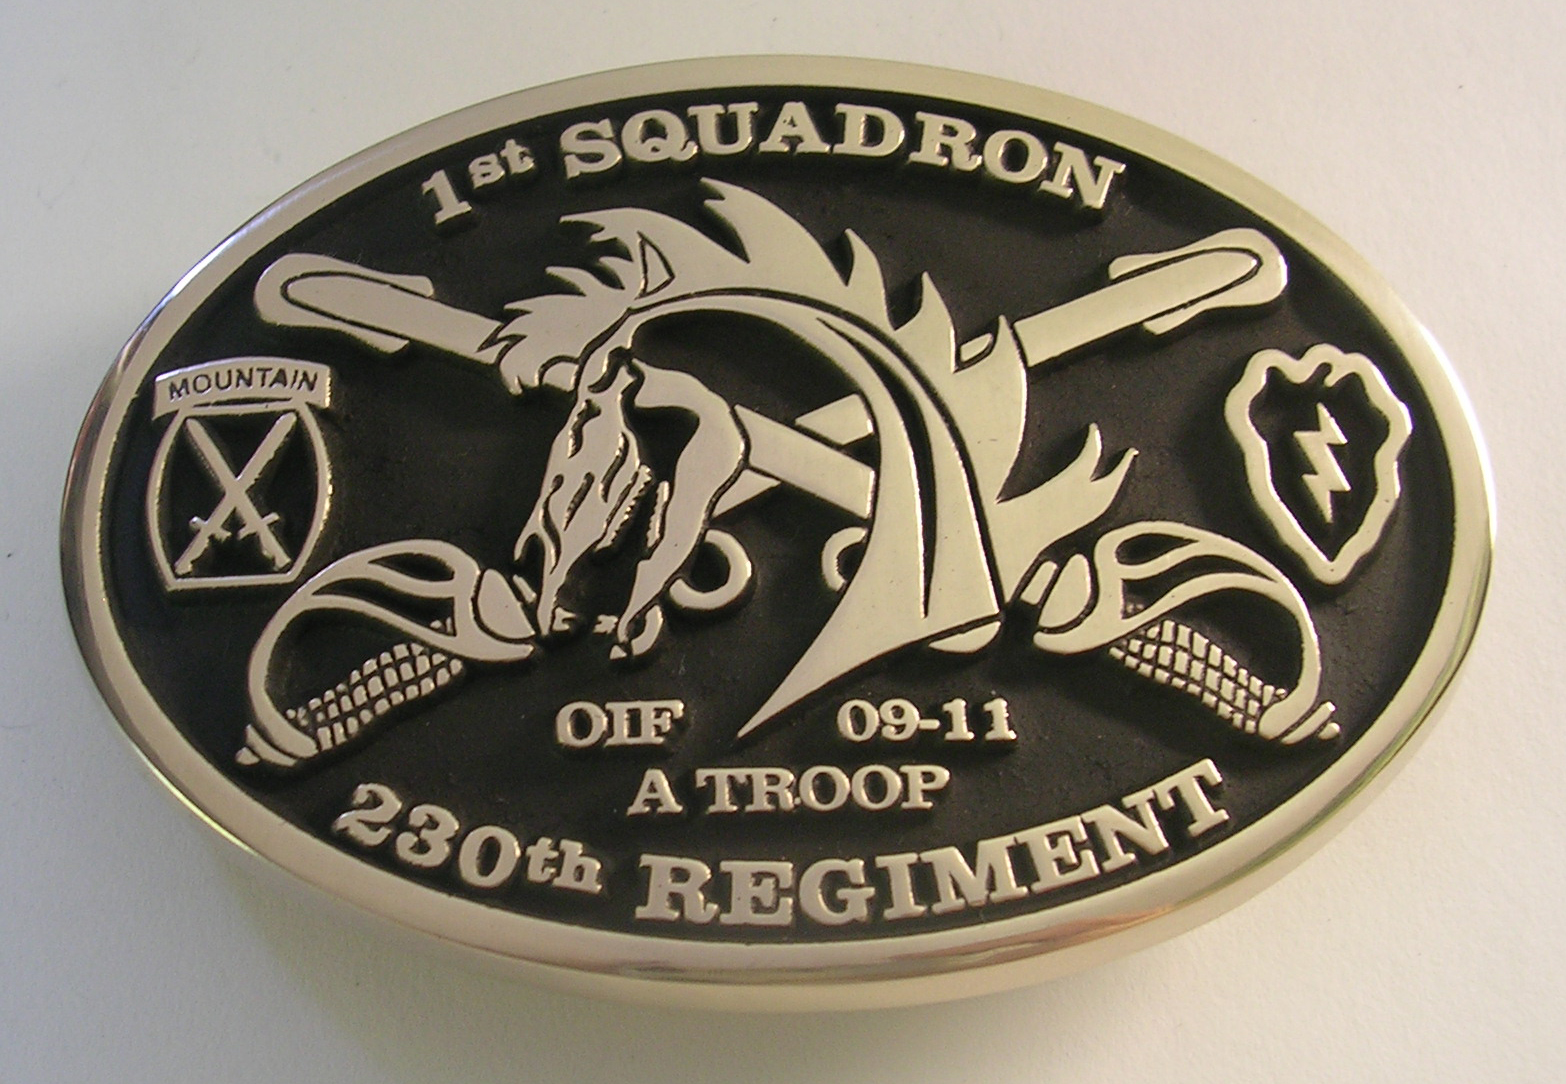 1st SQUADRON
MOUNTAIN
OIF 09-11
A TROOP
230th REGIMENT